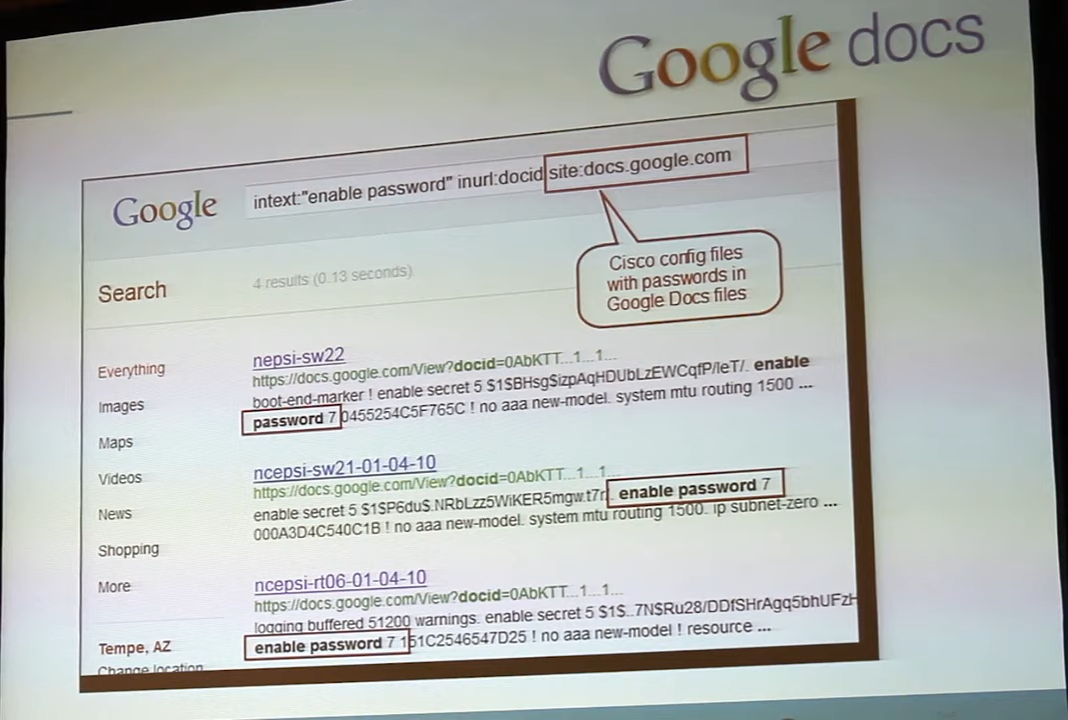 Google docs
Google
intext:"enable password" inurl:docid site:docs.google.com
Cisco config files
with passwords in
Google Docs files
Search
4 results (0.13 seconds)
Everything
Images
Maps
Videos
News
Shopping
More
Tempe, AZ
Change location
nepsi-sw22
https://docs.google.com/View?docid=0AbKTT...1...1...
boot-end-marker ! enable secret 5 $1$BHsg$izpAqHDUbLzEWCqfP/leT/. enable
password 7 0455254C5F765C ! no aaa new-model. system mtu routing 1500 ...
ncepsi-sw21-01-04-10
https://docs.google.com/View?docid=0AbKTT...1...1...
enable secret 5 $1$P6du$.NRbLzz5WiKER5mgw.t7r. enable password 7
000A3D4C540C1B ! no aaa new-model. system mtu routing 1500. ip subnet-zero ...
ncepsi-rt06-01-04-10
https://docs.google.com/View?docid=0AbKTT...1...1...
logging buffered 51200 warnings. enable secret 5 $1$..7N$Ru28/DDfSHrAgq5bhUFzH
enable password 7 151C2546547D25 ! no aaa new-model ! resource ...